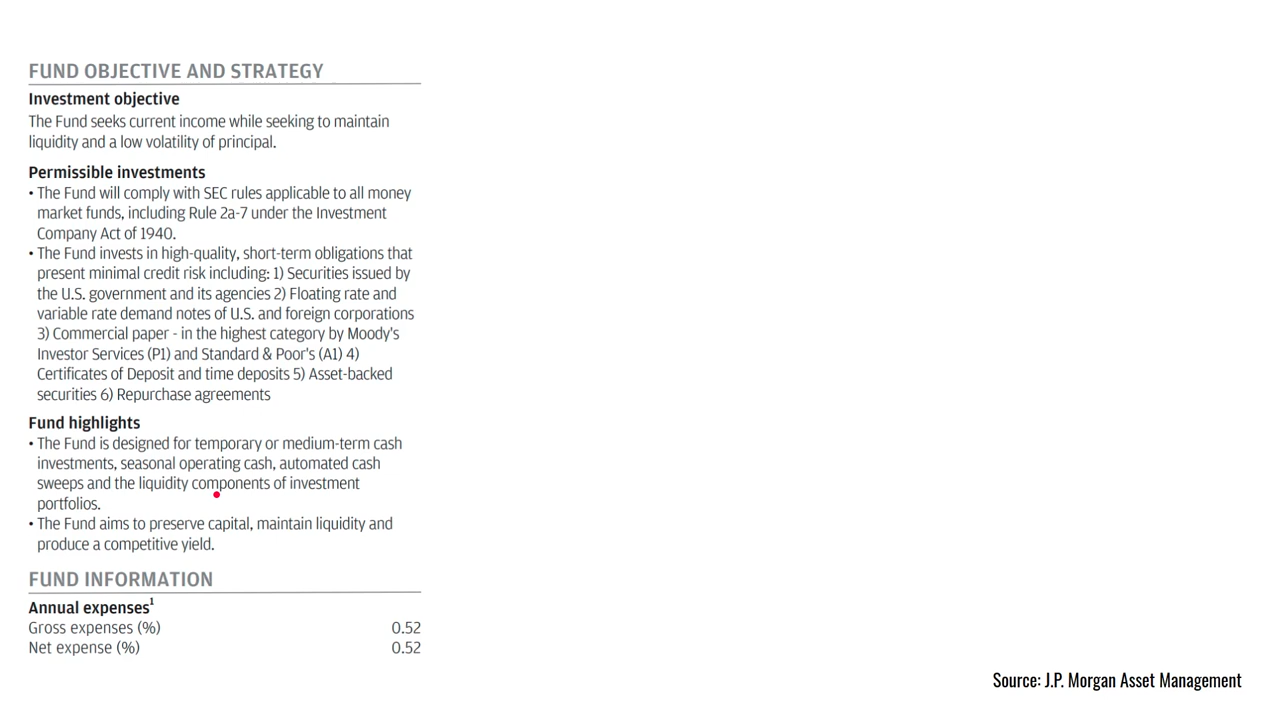 FUND OBJECTIVE AND STRATEGY
Investment objective
The Fund seeks current income while seeking to maintain
liquidity and a low volatility of principal.
Permissible investments
• The Fund will comply with SEC rules applicable to all money
market funds, including Rule 2a-7 under the Investment
Company Act of 1940.
• The Fund invests in high-quality, short-term obligations that
present minimal credit risk including: 1) Securities issued by
the U.S. government and its agencies 2) Floating rate and
variable rate demand notes of U.S. and foreign corporations
3) Commercial paper - in the highest category by Moody's
Investor Services (P1) and Standard & Poor's (A1) 4)
Certificates of Deposit and time deposits 5) Asset-backed
securities 6) Repurchase agreements
Fund highlights
• The Fund is designed for temporary or medium-term cash
investments, seasonal operating cash, automated cash
sweeps and the liquidity components of investment
portfolios.
• The Fund aims to preserve capital, maintain liquidity and
produce a competitive yield.
FUND INFORMATION
Annual expenses¹
Gross expenses (%) 0.52
Net expense (%) 0.52
Source: J.P. Morgan Asset Management